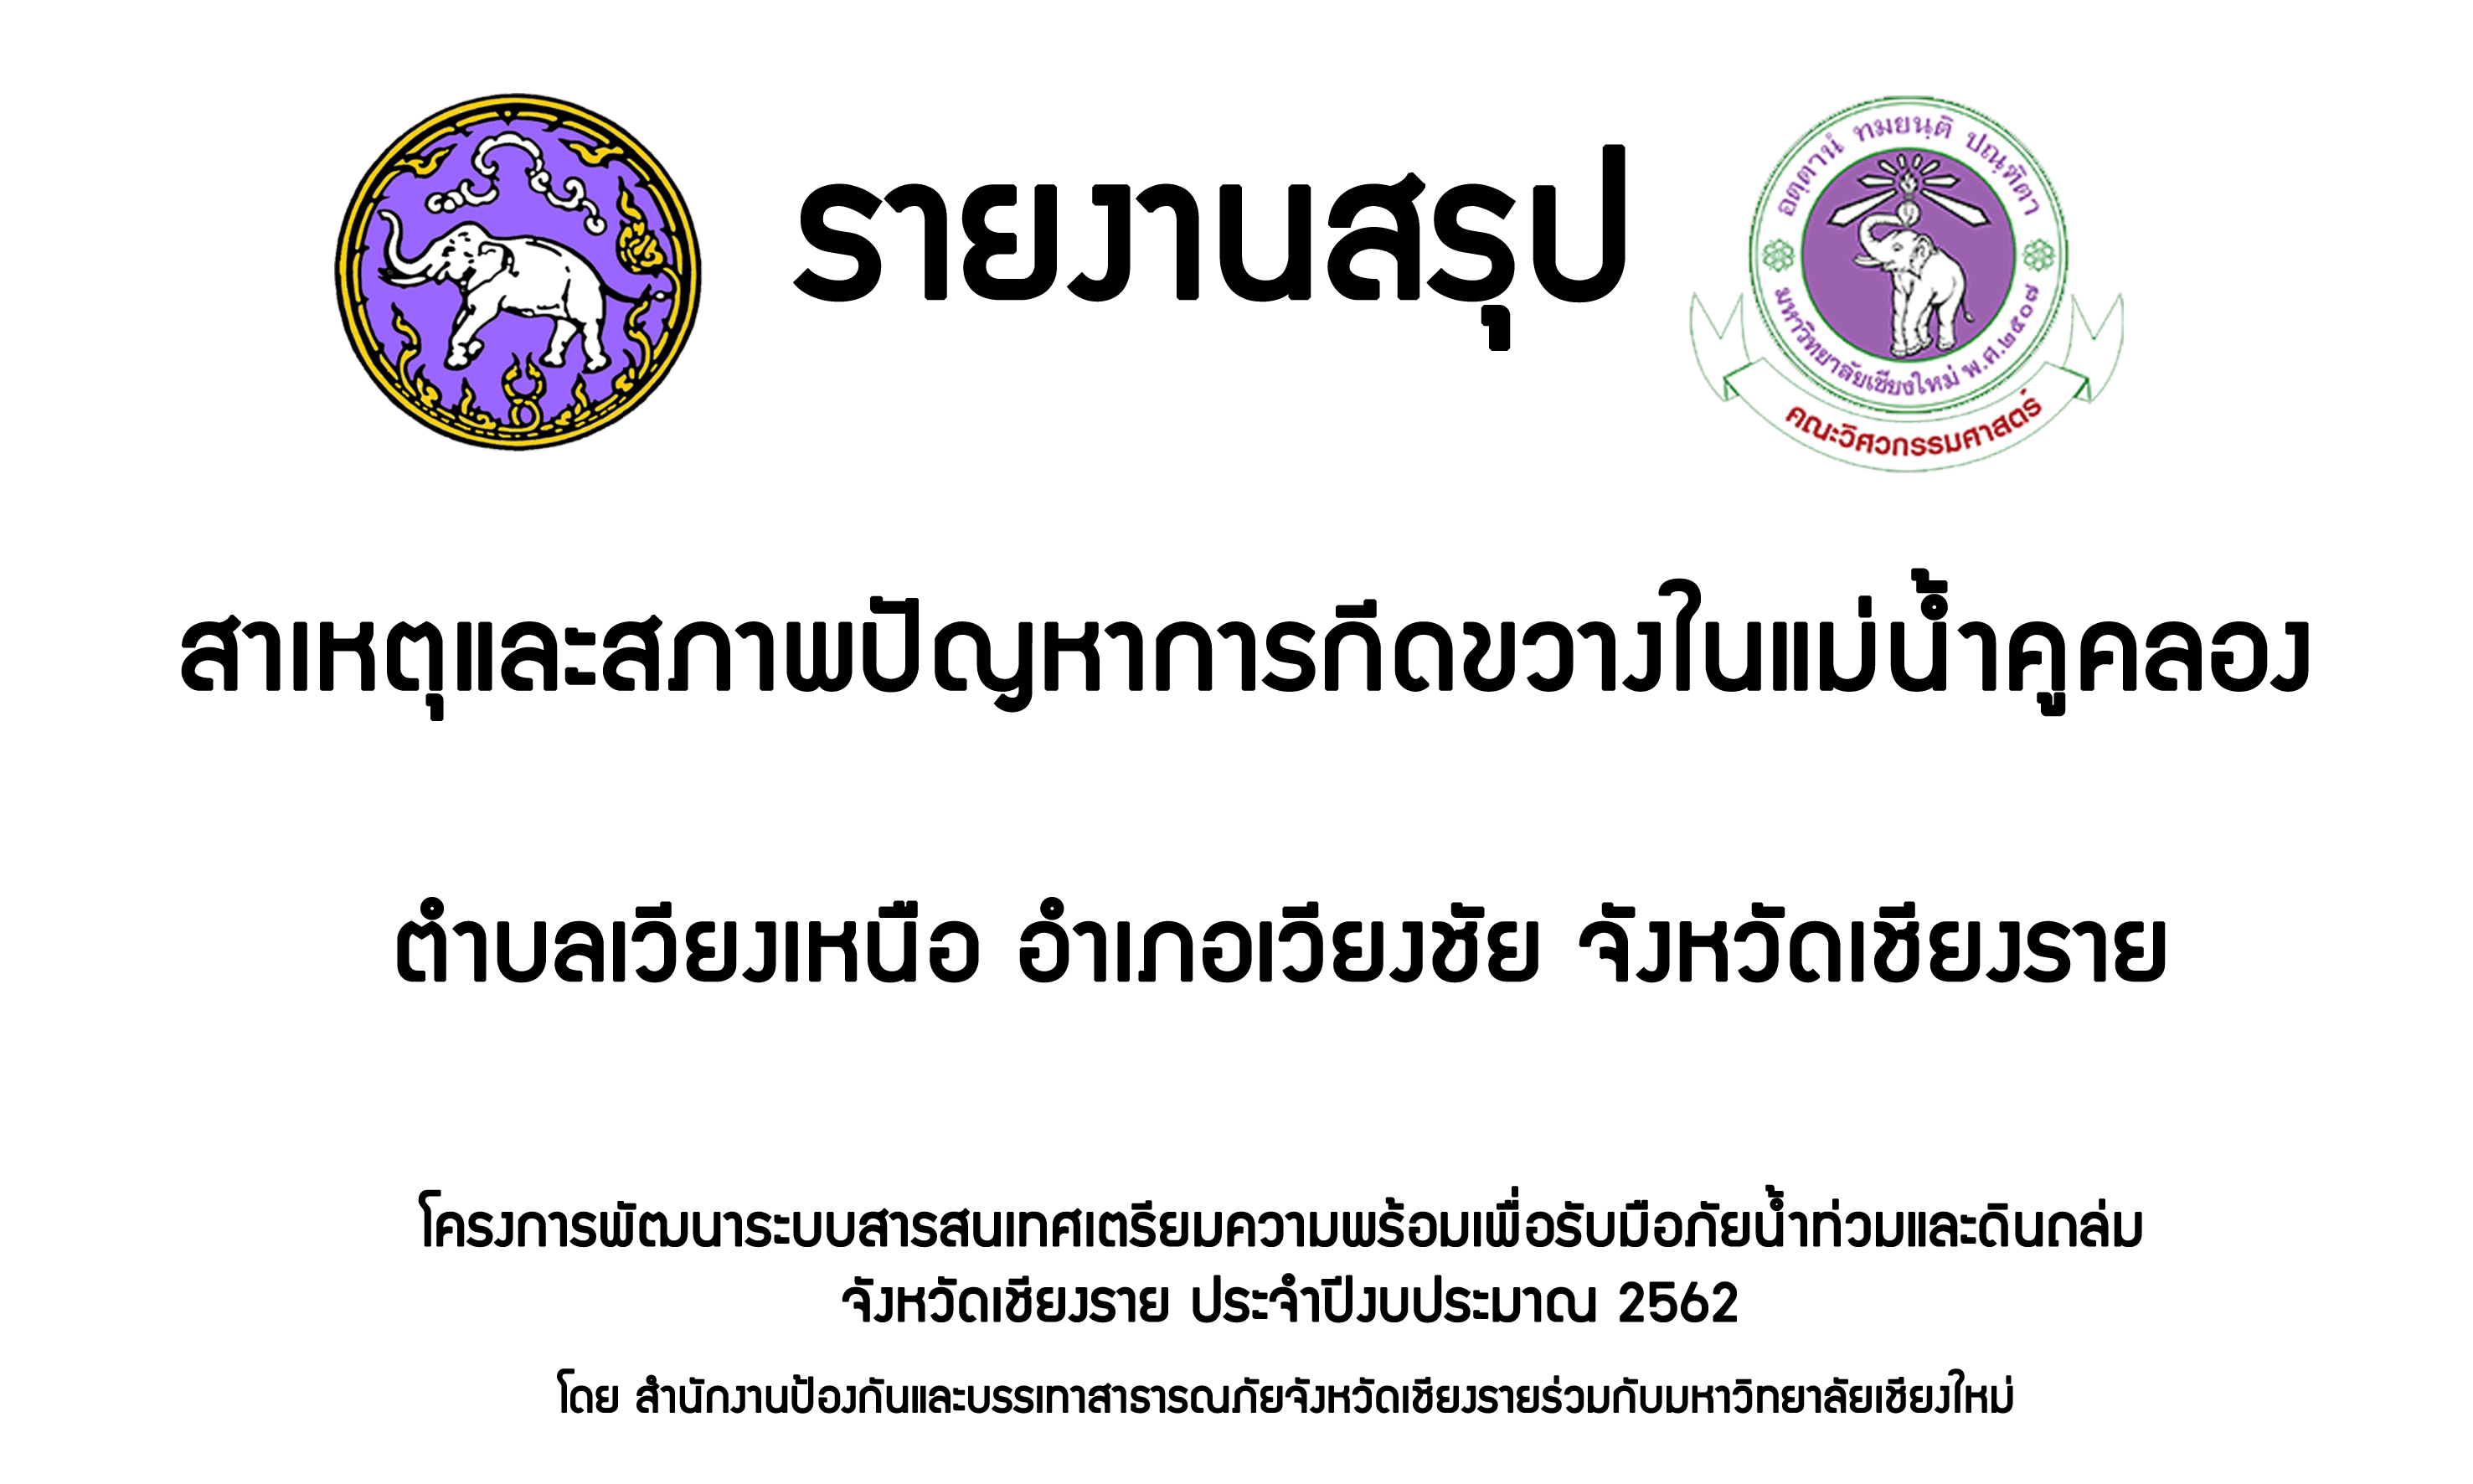 รายงานสรุป
อตฺตานํ ทมยนฺติ ปณฺฑิตา
มหาวิทยาลัยเชียงใหม่ พ.ศ.๒๕๐๗
คณะวิศวกรรมศาสตร์
สาเหตุและสภาพปัญหาการกีดขวางในแม่น้ำคูคลอง
ตำบลเวียงเหนือ อำเภอเวียงชัย จังหวัดเชียงราย
โครงการพัฒนาระบบสารสนเทศเตรียมความพร้อมเพื่อรับมือภัยน้ำท่วมและดินถล่ม
จังหวัดเชียงราย ประจำปีงบประมาณ 2562
โดย สำนักงานป้องกันและบรรเทาสาธารณภัยจังหวัดเชียงรายร่วมกับมหาวิทยาลัยเชียงใหม่